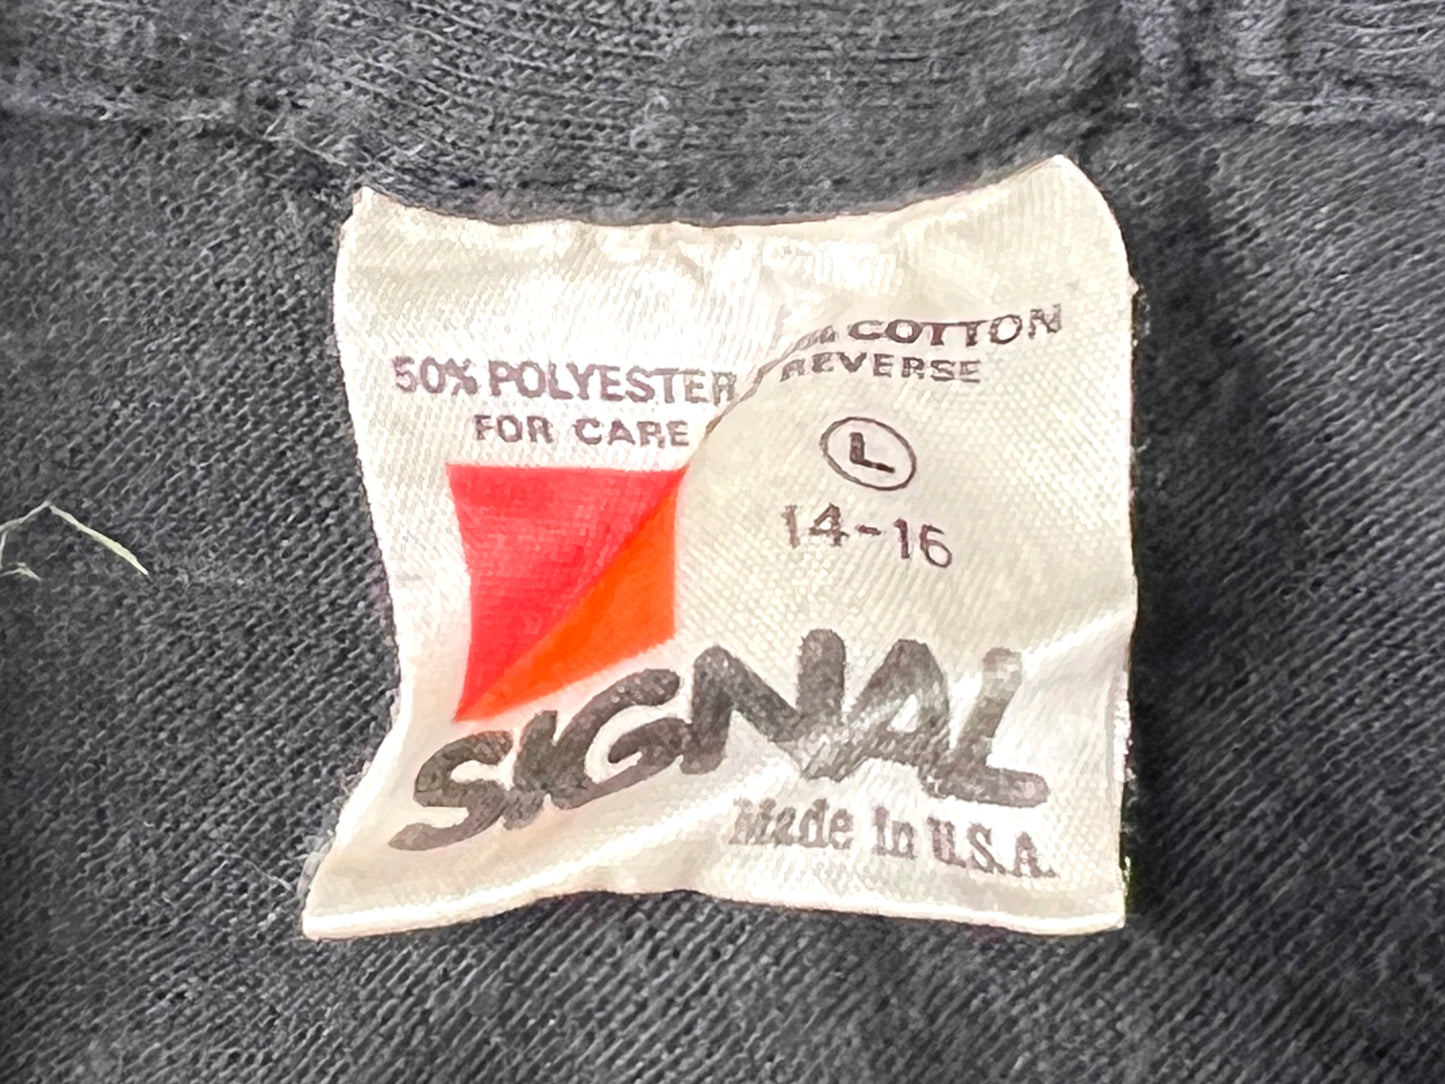 50% POLYESTER COTTON
FOR CARE REVERSE
L
14-16
SIGNAL
Made in U.S.A.